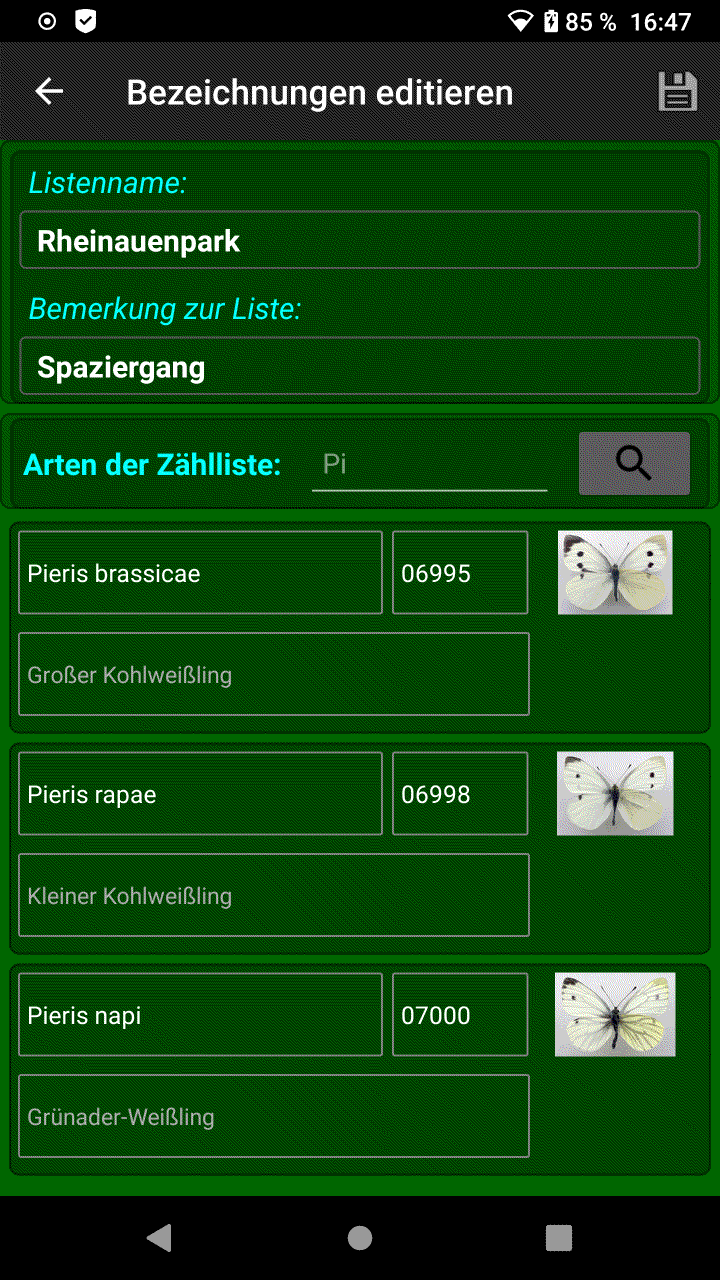 85 % 16:47
Bezeichnungen editieren
Listenname:
Rheinauenpark
Bemerkung zur Liste:
Spaziergang
Arten der Zählliste: Pi
Pieris brassicae 06995
Großer Kohlweißling
Pieris rapae 06998
Kleiner Kohlweißling
Pieris napi 07000
Grünader-Weißling